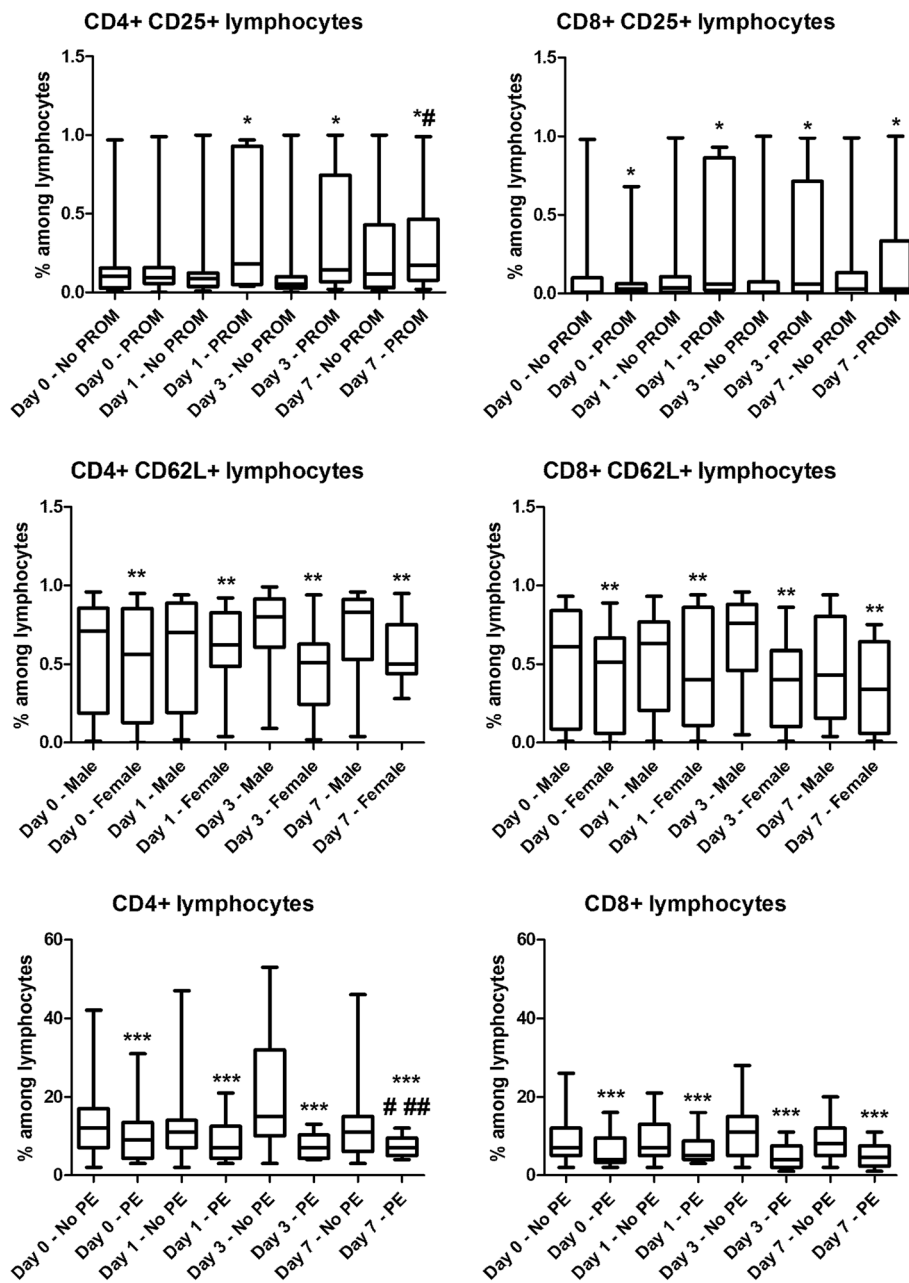 CD4+ CD25+ lymphocytes
% among lymphocytes
1.5
1.0
0.5
0.0
*
*
*#
Day 0 - No PROM
Day 0 - PROM
Day 1 - No PROM
Day 1 - PROM
Day 3 - No PROM
Day 3 - PROM
Day 7 - No PROM
Day 7 - PROM
CD8+ CD25+ lymphocytes
% among lymphocytes
1.5
1.0
0.5
0.0
*
*
*
*
Day 0 - No PROM
Day 0 - PROM
Day 1 - No PROM
Day 1 - PROM
Day 3 - No PROM
Day 3 - PROM
Day 7 - No PROM
Day 7 - PROM
CD4+ CD62L+ lymphocytes
% among lymphocytes
1.5
1.0
0.5
0.0
**
**
**
**
Day 0 - Male
Day 0 - Female
Day 1 - Male
Day 1 - Female
Day 3 - Male
Day 3 - Female
Day 7 - Male
Day 7 - Female
CD8+ CD62L+ lymphocytes
% among lymphocytes
1.5
1.0
0.5
0.0
**
**
**
**
Day 0 - Male
Day 0 - Female
Day 1 - Male
Day 1 - Female
Day 3 - Male
Day 3 - Female
Day 7 - Male
Day 7 - Female
CD4+ lymphocytes
% among lymphocytes
60
40
20
0
***
***
***
***
# ##
Day 0 - No PE
Day 0 - PE
Day 1 - No PE
Day 1 - PE
Day 3 - No PE
Day 3 - PE
Day 7 - No PE
Day 7 - PE
CD8+ lymphocytes
% among lymphocytes
60
40
20
0
***
***
***
***
Day 0 - No PE
Day 0 - PE
Day 1 - No PE
Day 1 - PE
Day 3 - No PE
Day 3 - PE
Day 7 - No PE
Day 7 - PE